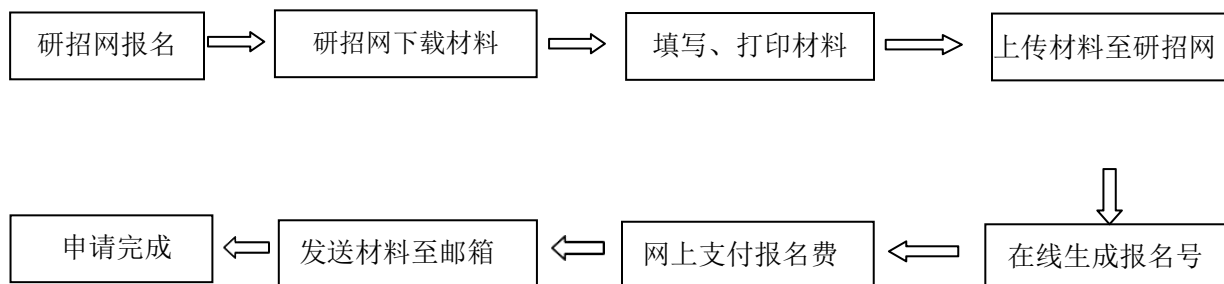 研招网报名
研招网下载材料
填写、打印材料
上传材料至研招网
在线生成报名号
网上支付报名费
发送材料至邮箱
申请完成